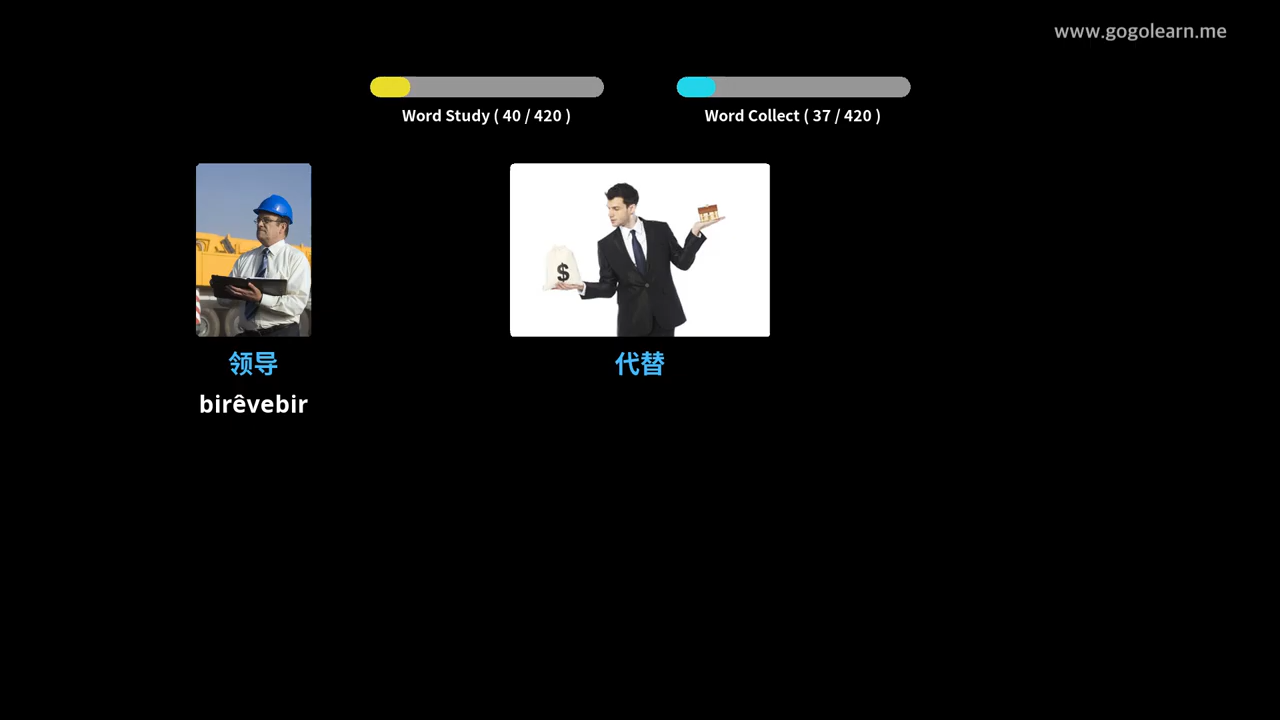 www.gogolearn.me
Word Study ( 40 / 420 )
Word Collect ( 37 / 420 )
$
领导
代替
birêvebir